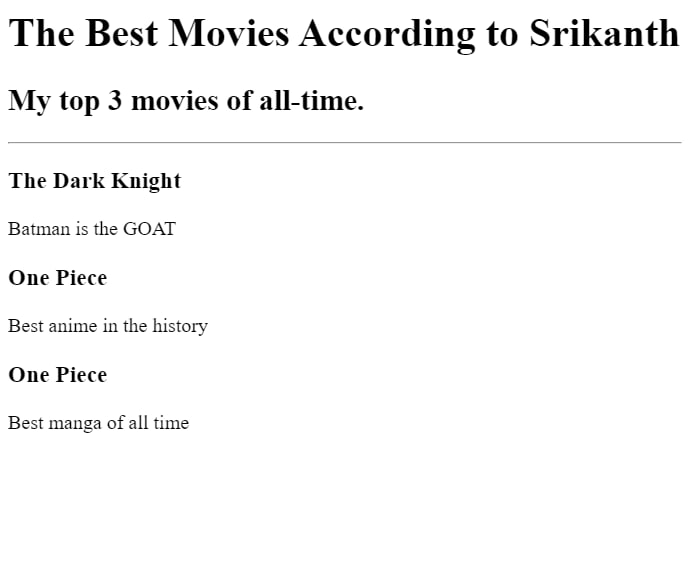 The Best Movies According to Srikanth
My top 3 movies of all-time.
The Dark Knight
Batman is the GOAT
One Piece
Best anime in the history
One Piece
Best manga of all time